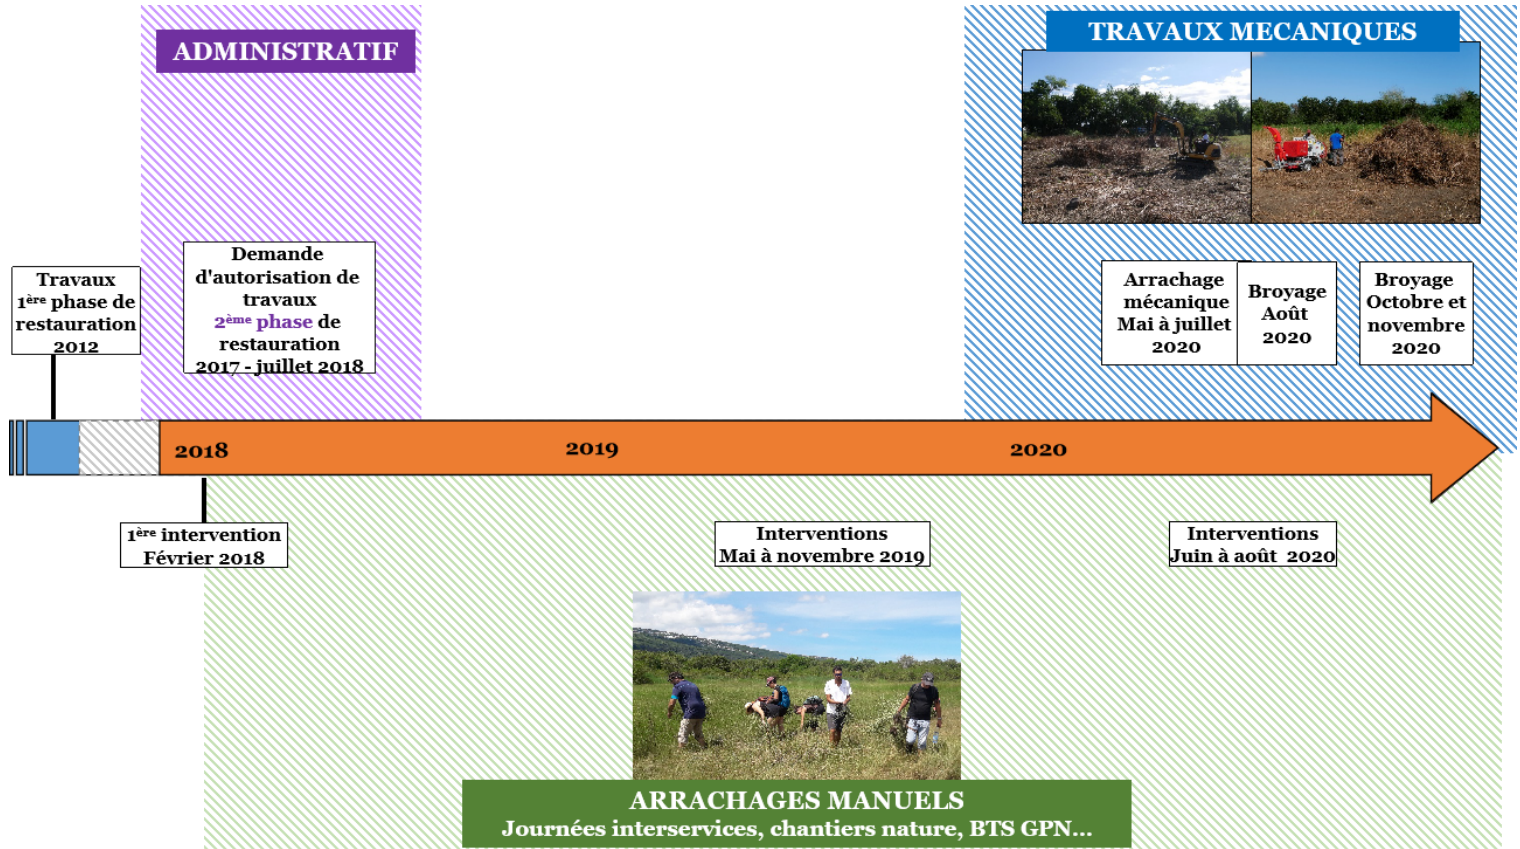 ADMINISTRATIF
TRAVAUX MECANIQUES
Travaux
1ère phase de
restauration
2012
Demande
d'autorisation de
travaux
2ème phase de
restauration
2017 - juillet 2018
Arrachage
mécanique
Mai à juillet
2020
Broyage
Août
2020
Broyage
Octobre et
novembre
2020
2018
2019
2020
1ère intervention
Février 2018
Interventions
Mai à novembre 2019
Interventions
Juin à août 2020
ARRACHAGES MANUELS
Journées interservices, chantiers nature, BTS GPN...